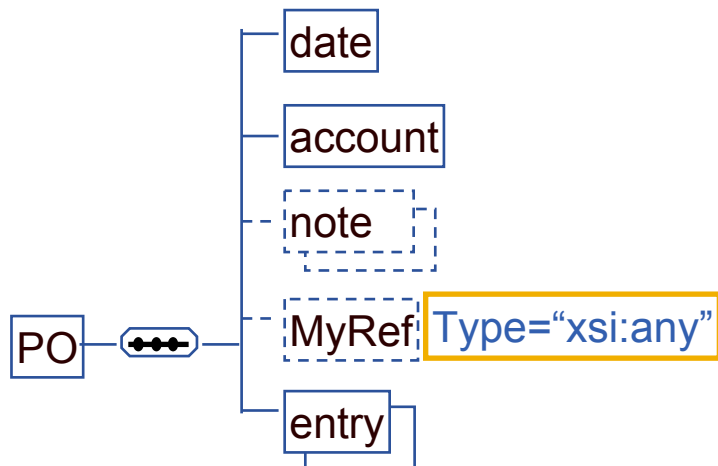 date
account
note
MyRef
Type=“xsi:any”
PO
entry